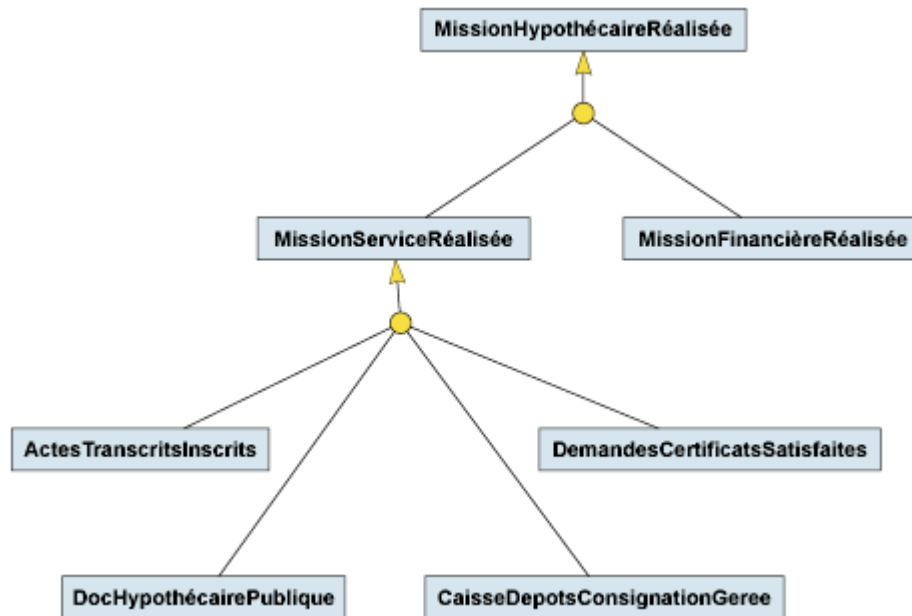 MissionHypothécaireRéalisée
MissionServiceRéalisée
MissionFinancièreRéalisée
ActesTranscritsInscrits
DemandesCertificatsSatisfaites
DocHypothécairePublique
CaisseDepotsConsignationGeree